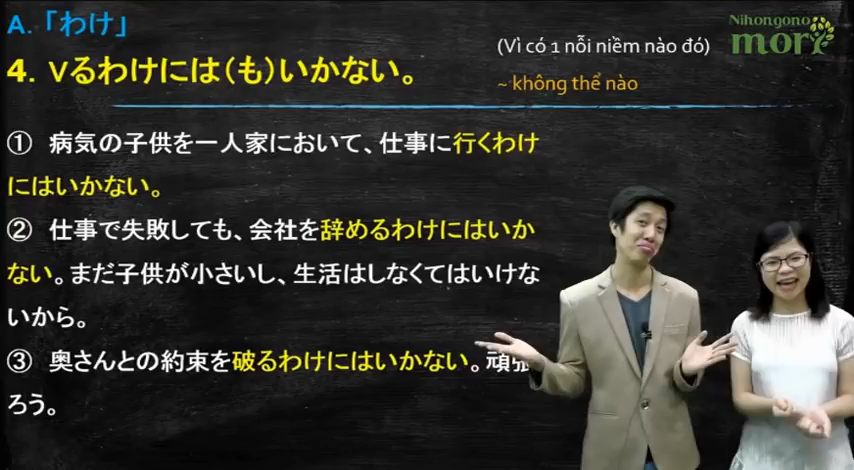 A. 「わけ」
4. Vるわけには（も）いかない。
(Vì có 1 nỗi niềm nào đó)
~ không thể nào
Nihongono
mori
① 病気の子供を一人家において、仕事に行くわけ
にはいかない。
② 仕事で失敗しても、会社を辞めるわけにはいか
ない。まだ子供が小さいし、生活はしなくてはいけな
いから。
③ 奥さんとの約束を破るわけにはいかない。頑張
ろう。